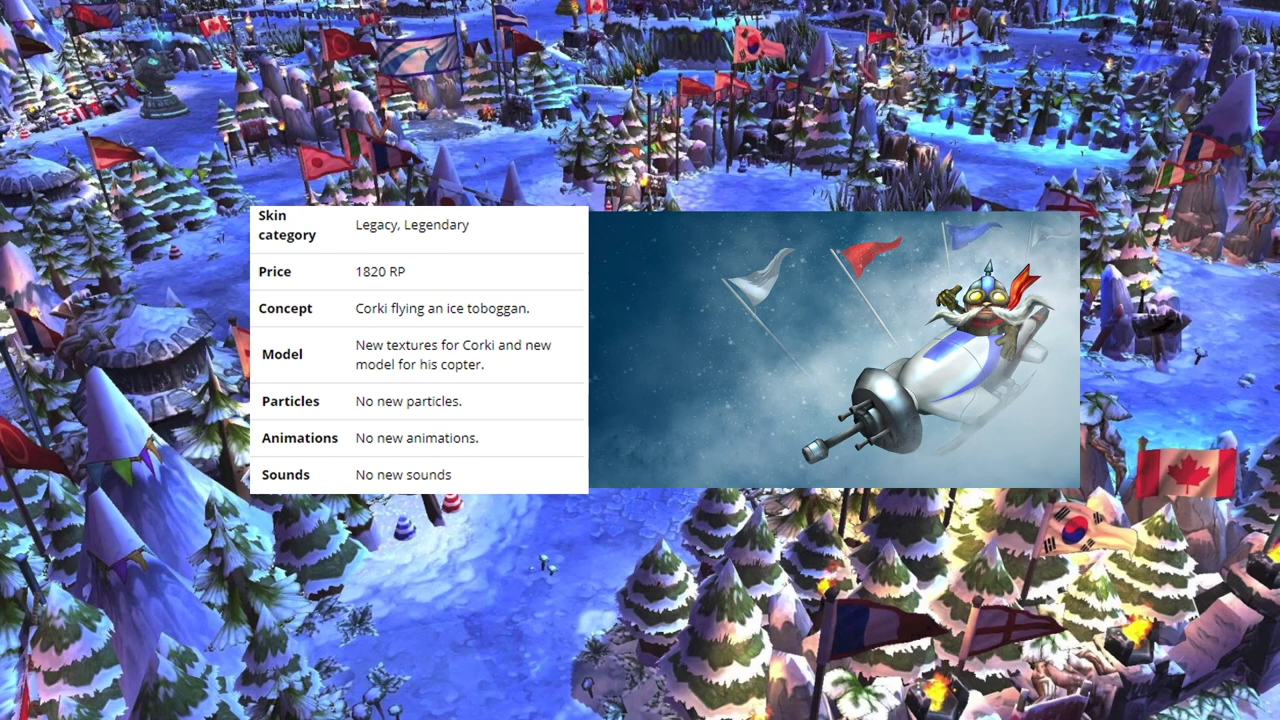 Skin
category
Legacy, Legendary
Price
1820 RP
Concept
Corki flying an ice toboggan.
Model
New textures for Corki and new
model for his copter.
Particles
No new particles.
Animations
No new animations.
Sounds
No new sounds